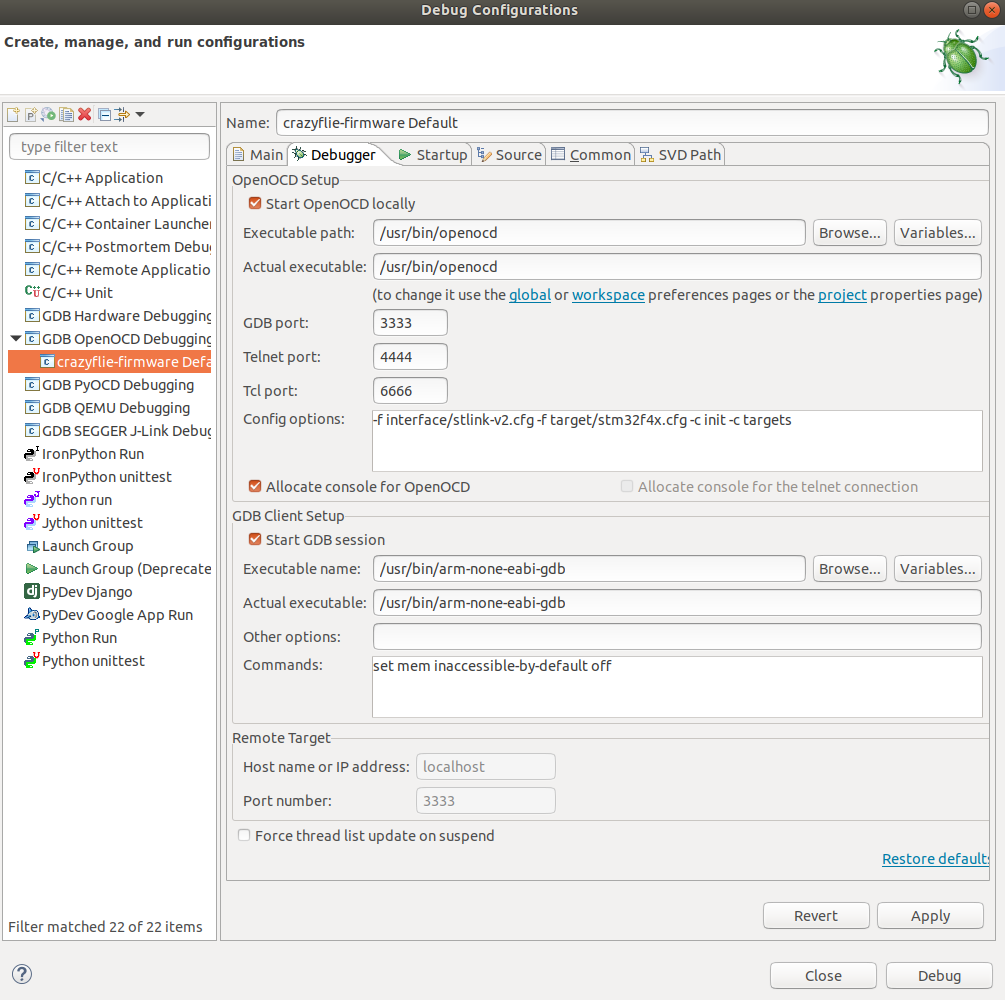 Debug Configurations
Create, manage, and run configurations
type filter text
C/C++ Application
C/C++ Attach to Applicati
C/C++ Container Launcher
C/C++ Postmortem Debug
C/C++ Remote Applicatio
C/C++ Unit
GDB Hardware Debugging
GDB OpenOCD Debugging
crazyflie-firmware Defa
GDB PyOCD Debugging
GDB QEMU Debugging
GDB SEGGER J-Link Debug
IronPython Run
IronPython unittest
Jython run
Jython unittest
Launch Group
Launch Group (Deprecate
PyDev Django
PyDev Google App Run
Python Run
Python unittest
Filter matched 22 of 22 items
Name: crazyflie-firmware Default
Main Debugger Startup Source Common SVD Path
OpenOCD Setup
Start OpenOCD locally
Executable path: /usr/bin/openocd Browse... Variables...
Actual executable: /usr/bin/openocd
(to change it use the global or workspace preferences pages or the project properties page)
GDB port: 3333
Telnet port: 4444
Tcl port: 6666
Config options: -f interface/stlink-v2.cfg -f target/stm32f4x.cfg -c init -c targets
Allocate console for OpenOCD Allocate console for the telnet connection
GDB Client Setup
Start GDB session
Executable name: /usr/bin/arm-none-eabi-gdb Browse... Variables...
Actual executable: /usr/bin/arm-none-eabi-gdb
Other options:
Commands: set mem inaccessible-by-default off
Remote Target
Host name or IP address: localhost
Port number: 3333
Force thread list update on suspend
Restore defaults
Revert Apply
Close Debug